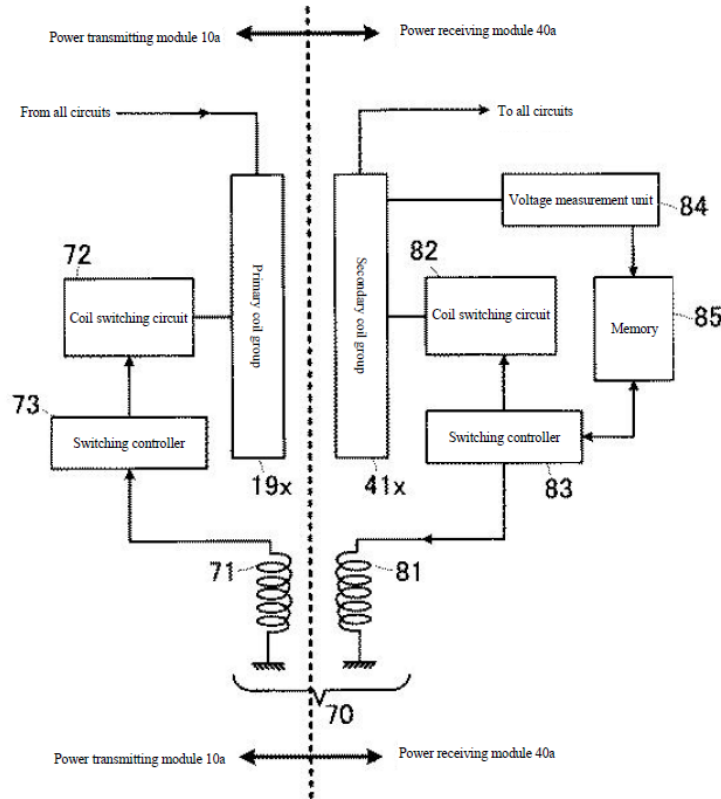 Power transmitting module 10a
Power receiving module 40a
From all circuits
To all circuits
Voltage measurement unit
84
72
Coil switching circuit
Primary coil group
Secondary coil group
82
Coil switching circuit
Memory
85
73
Switching controller
Switching controller
19x
41x
83
71
81
70
Power transmitting module 10a
Power receiving module 40a